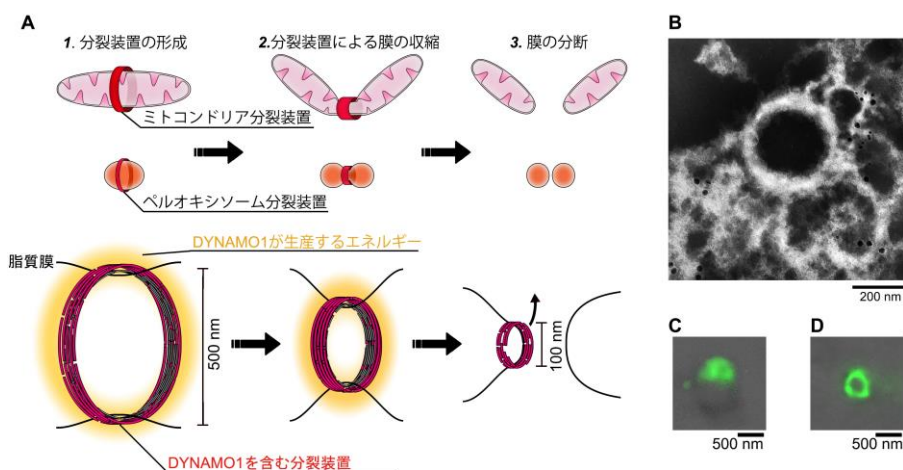 A
1. 分裂装置の形成
2.分裂装置による膜の収縮
3. 膜の分断
ミトコンドリア分裂装置
ペルオキシソーム分裂装置
DYNAMO1が生産するエネルギー
脂質膜
500 nm
100 nm
DYNAMO1を含む分裂装置
B
200 nm
C
D
500 nm
500 nm